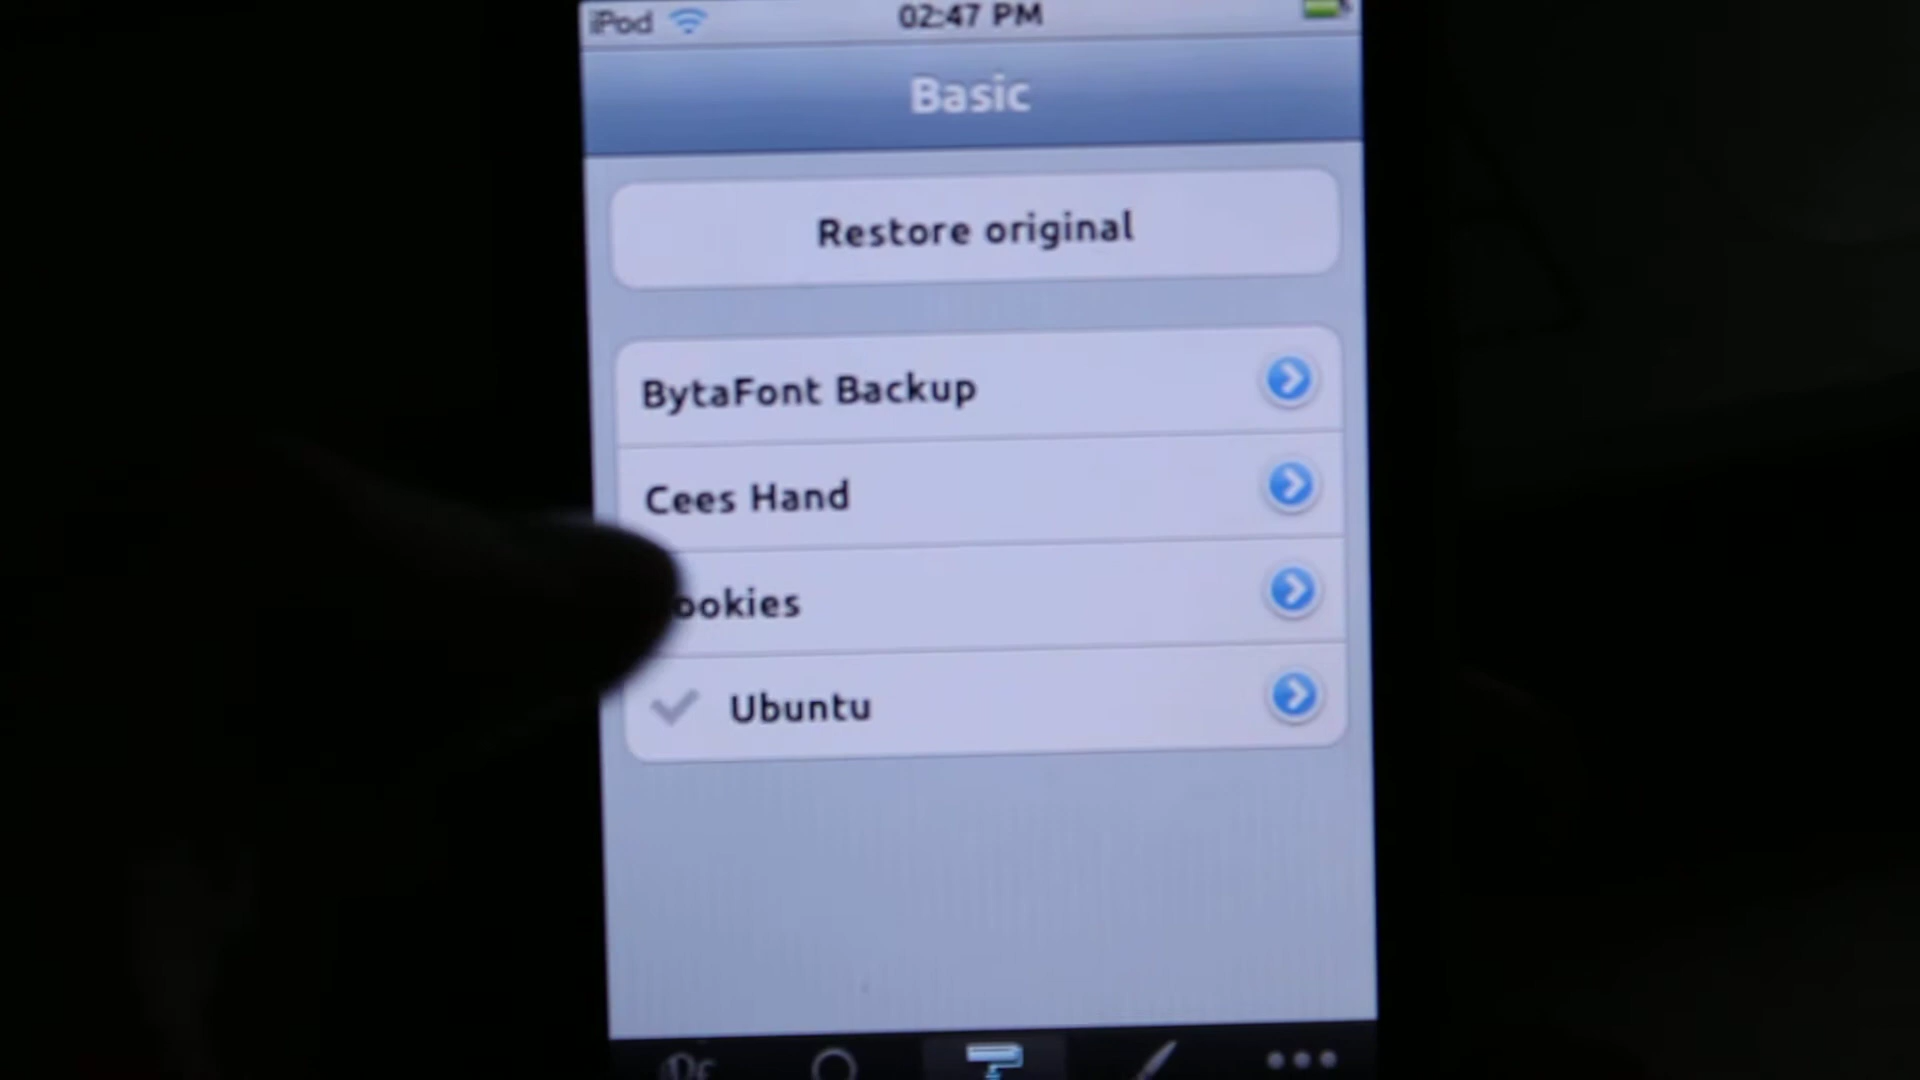 iPod 02:47 PM
Basic
Restore original
BytaFont Backup
Cees Hand
ookies
Ubuntu